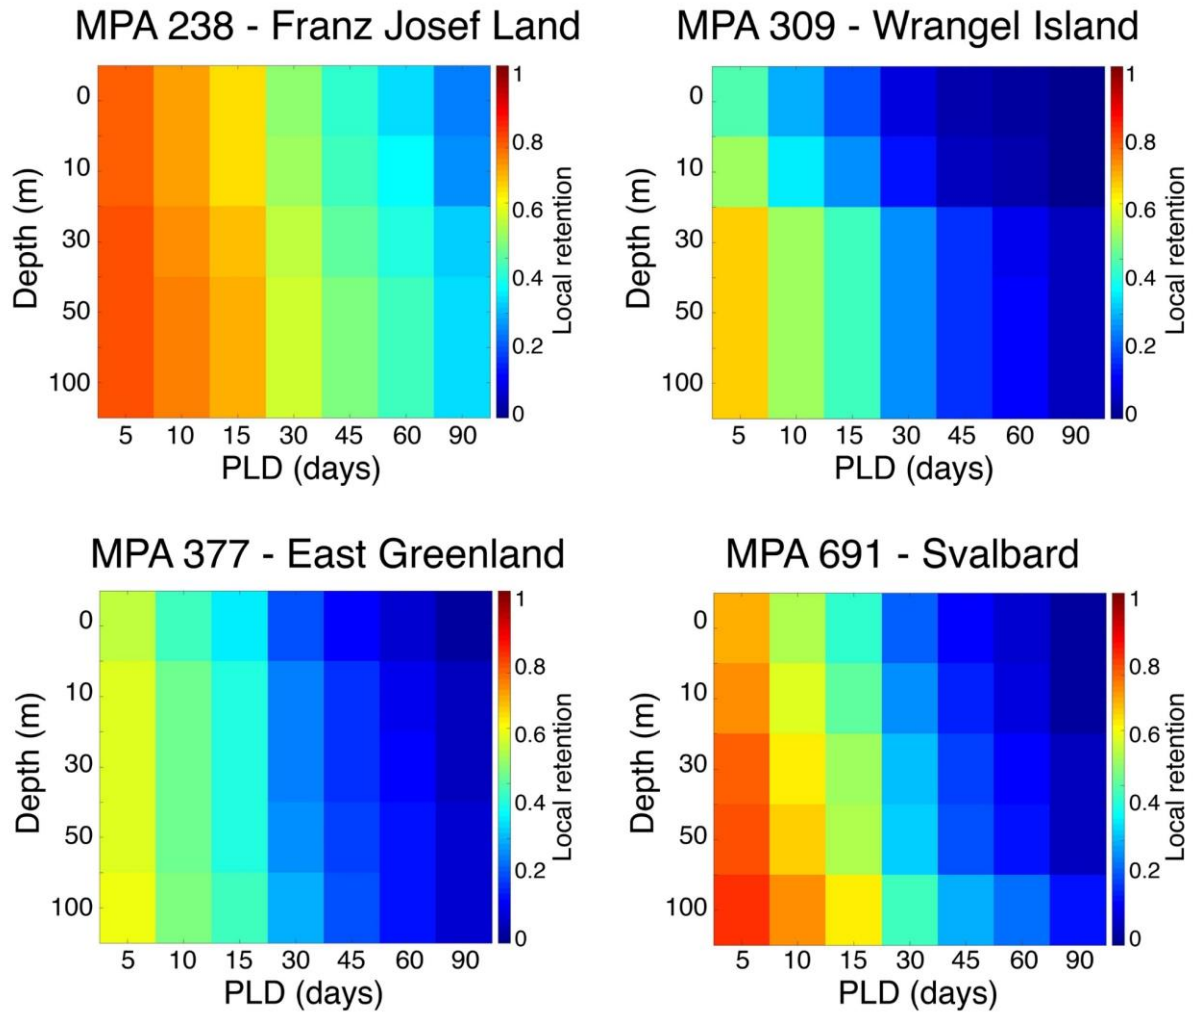 MPA 238 - Franz Josef Land
0
10
30
50
100
Depth (m)
5 10 15 30 45 60 90
PLD (days)
1
0.8
0.6
0.4
0.2
0
Local retention
MPA 309 - Wrangel Island
0
10
30
50
100
Depth (m)
5 10 15 30 45 60 90
PLD (days)
1
0.8
0.6
0.4
0.2
0
Local retention
MPA 377 - East Greenland
0
10
30
50
100
Depth (m)
5 10 15 30 45 60 90
PLD (days)
1
0.8
0.6
0.4
0.2
0
Local retention
MPA 691 - Svalbard
0
10
30
50
100
Depth (m)
5 10 15 30 45 60 90
PLD (days)
1
0.8
0.6
0.4
0.2
0
Local retention